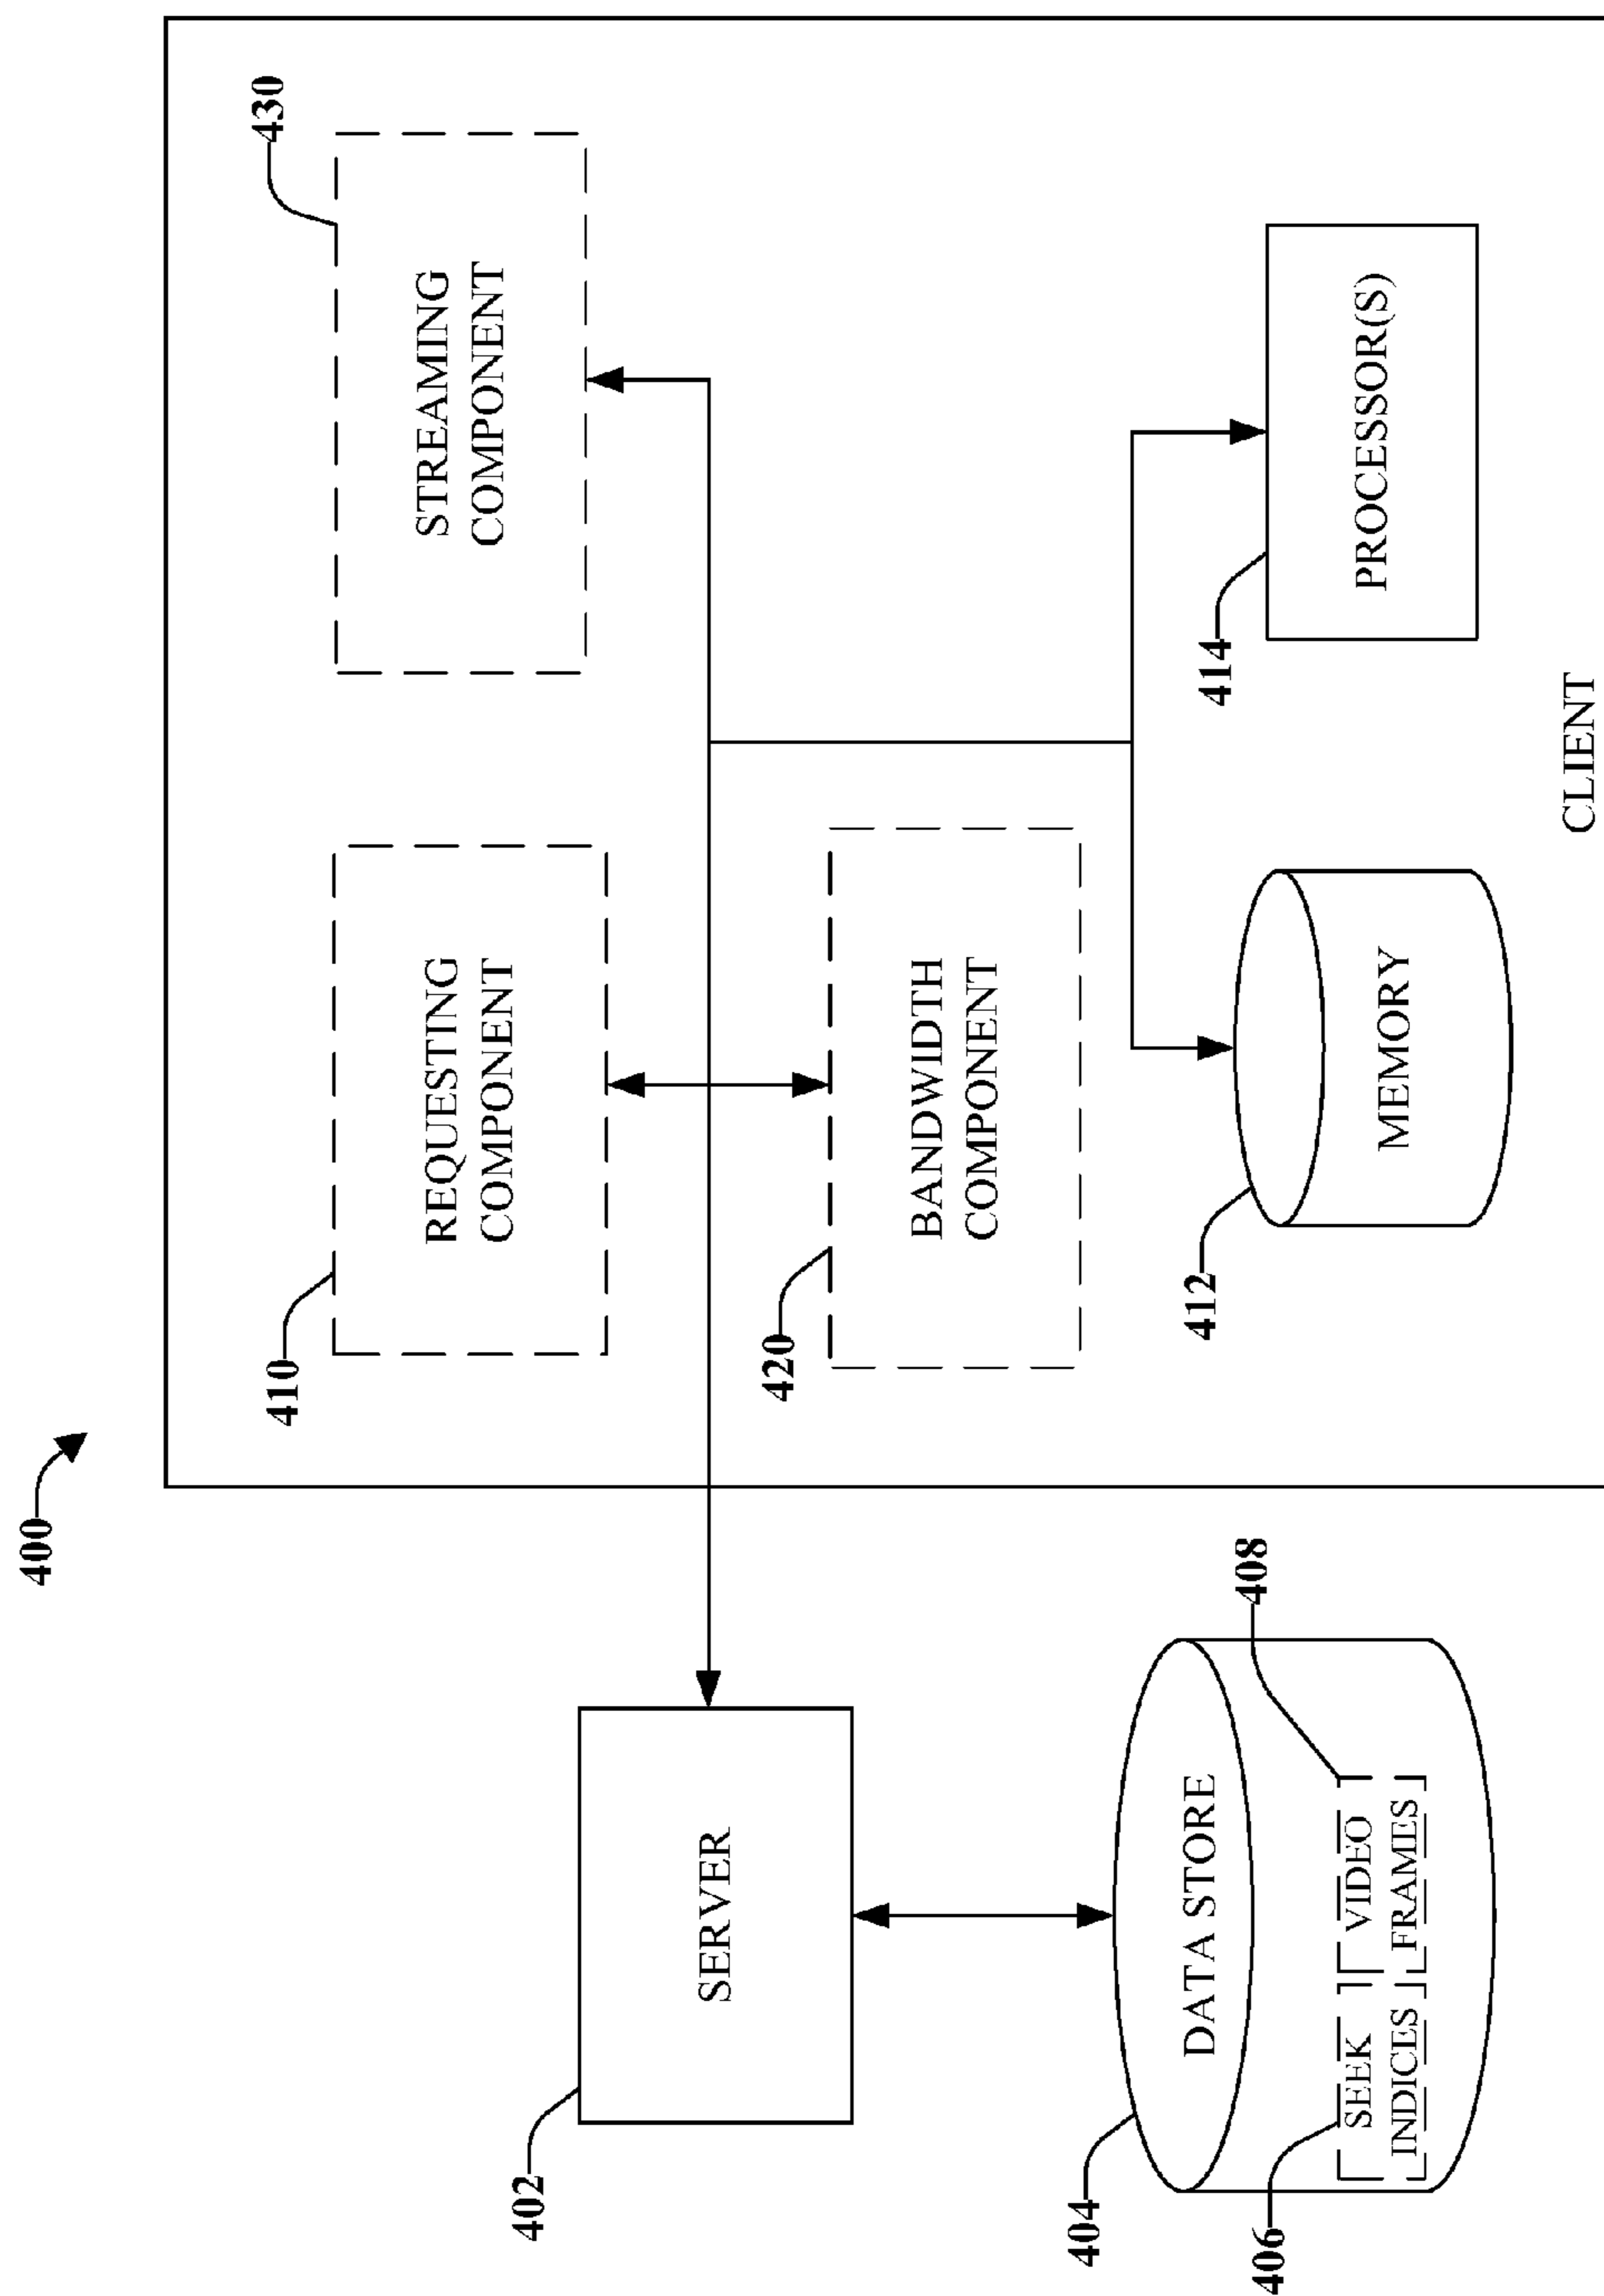 400
430
STREAMING
COMPONENT
410
REQUESTING
COMPONENT
420
BANDWIDTH
COMPONENT
402
SERVER
404
DATA STORE
406
SEEK
INDICES
408
VIDEO
FRAMES
412
MEMORY
414
PROCESSOR(S)
CLIENT